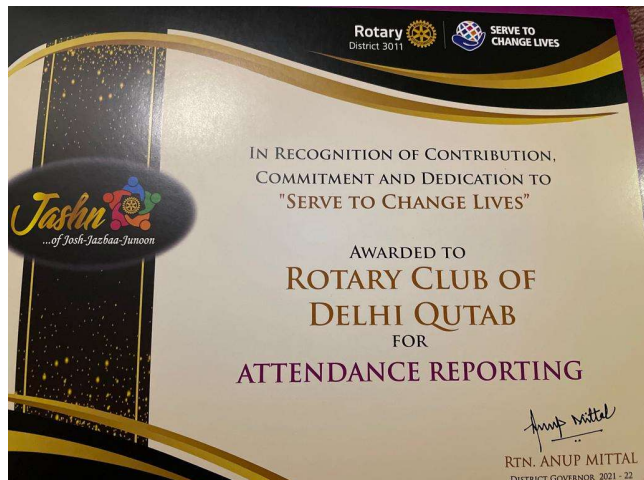 Rotary
District 3011
SERVE TO
CHANGE LIVES
Jashn
...of Josh-Jazbaa-Junoon
IN RECOGNITION OF CONTRIBUTION,
COMMITMENT AND DEDICATION TO
"SERVE TO CHANGE LIVES"
AWARDED TO
ROTARY CLUB OF
DELHI QUTAB
FOR
ATTENDANCE REPORTING
Anup Mittal
RTN. ANUP MITTAL
DISTRICT GOVERNOR 2021 - 22